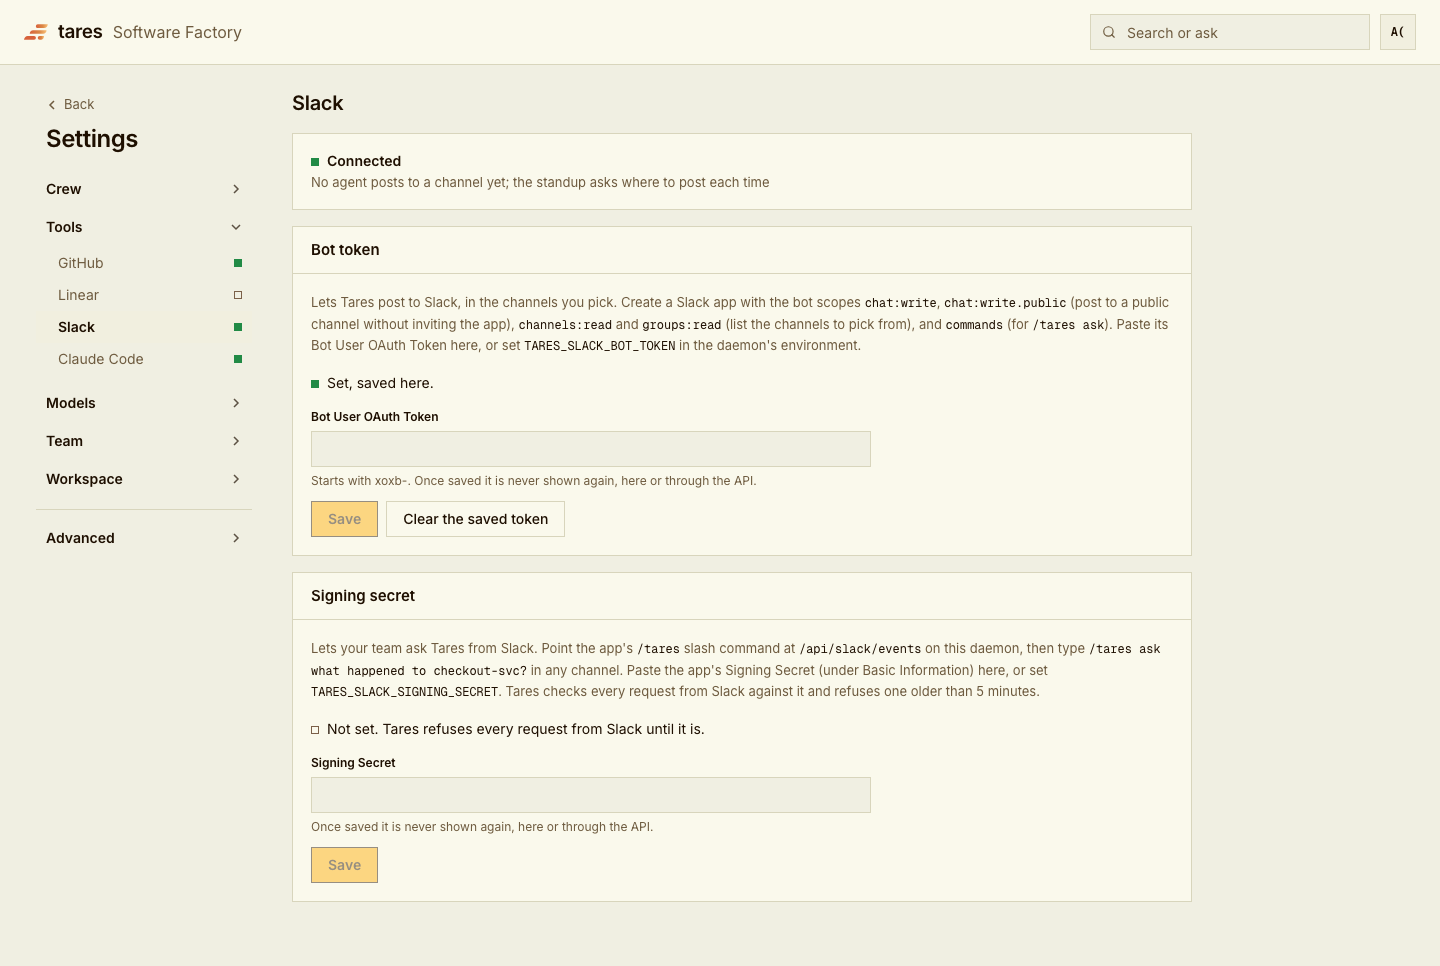 tares Software Factory
Search or ask
A(
Back
Settings
Crew
Tools
GitHub
Linear
Slack
Claude Code
Models
Team
Workspace
Advanced
Slack
Connected
No agent posts to a channel yet; the standup asks where to post each time
Bot token
Lets Tares post to Slack, in the channels you pick. Create a Slack app with the bot scopes chat:write, chat:write.public (post to a public
channel without inviting the app), channels:read and groups:read (list the channels to pick from), and commands (for /tares ask). Paste its
Bot User OAuth Token here, or set TARES_SLACK_BOT_TOKEN in the daemon's environment.
Set, saved here.
Bot User OAuth Token
Starts with xoxb-. Once saved it is never shown again, here or through the API.
Save
Clear the saved token
Signing secret
Lets your team ask Tares from Slack. Point the app's /tares slash command at /api/slack/events on this daemon, then type /tares ask
what happened to checkout-svc? in any channel. Paste the app's Signing Secret (under Basic Information) here, or set
TARES_SLACK_SIGNING_SECRET. Tares checks every request from Slack against it and refuses one older than 5 minutes.
Not set. Tares refuses every request from Slack until it is.
Signing Secret
Once saved it is never shown again, here or through the API.
Save